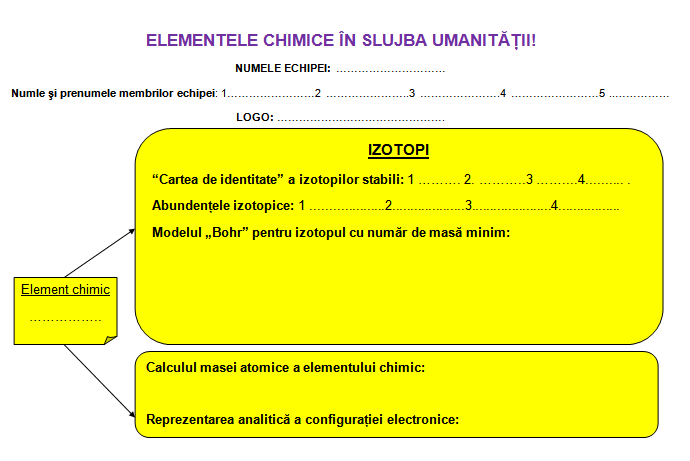 ELEMENTELE CHIMICE ÎN SLUJBA UMANITĂȚII!
NUMELE ECHIPEI: …………………………
Numle şi prenumele membrilor echipei: 1……………………2 …………………..3 ………………….4 ……………………5 ……………
LOGO: ……………………………………….
IZOTOPI
“Cartea de identitate” a izotopilor stabili: 1 ………. 2. …………3 ……….4......... .
Abundențele izotopice: 1 ......................2.....................3.......................4..................
Modelul „Bohr” pentru izotopul cu număr de masă minim:
Element chimic
……………..
Calculul masei atomice a elementului chimic:
Reprezentarea analitică a configurației electronice: